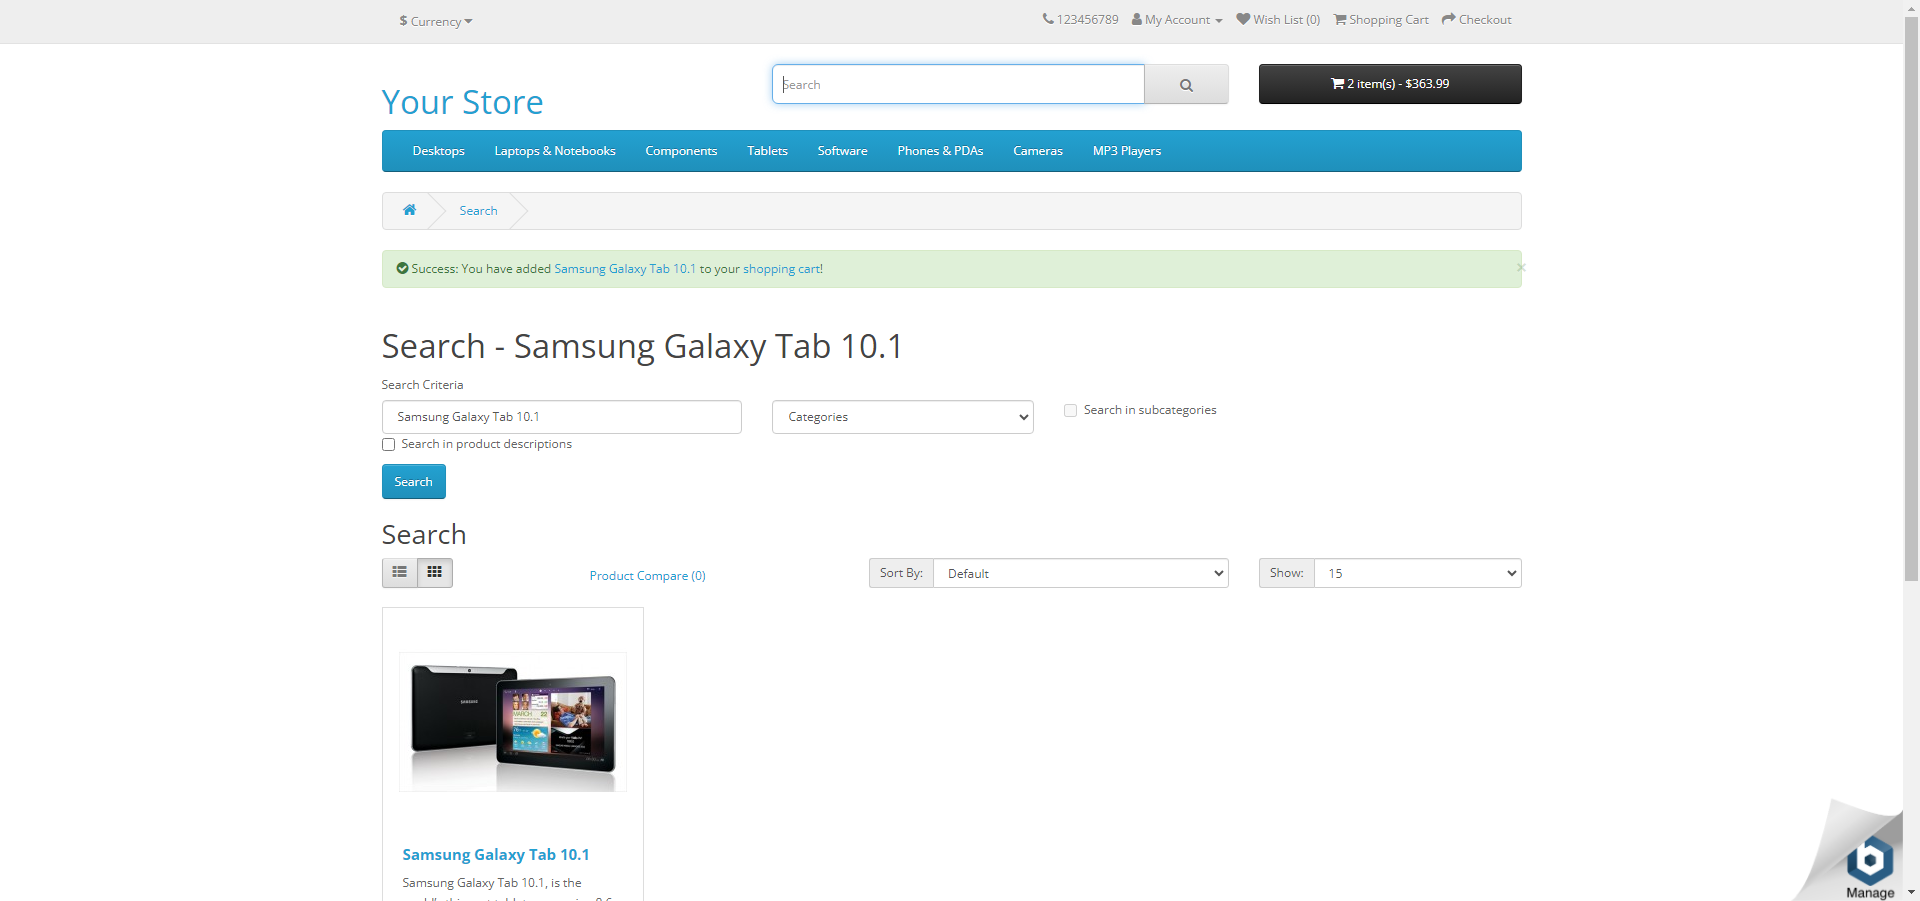 $ Currency
123456789 My Account Wish List (0) Shopping Cart Checkout
Your Store
Search
2 item(s) - $363.99
Desktops Laptops & Notebooks Components Tablets Software Phones & PDAs Cameras MP3 Players
Search
Success: You have added Samsung Galaxy Tab 10.1 to your shopping cart!
×
Search - Samsung Galaxy Tab 10.1
Search Criteria
Samsung Galaxy Tab 10.1
Categories
Search in subcategories
Search in product descriptions
Search
Search
Product Compare (0)
Sort By: Default
Show: 15
SAMSUNG
MARCH 22
Samsung Galaxy Tab 10.1
Samsung Galaxy Tab 10.1, is the
b
Manage